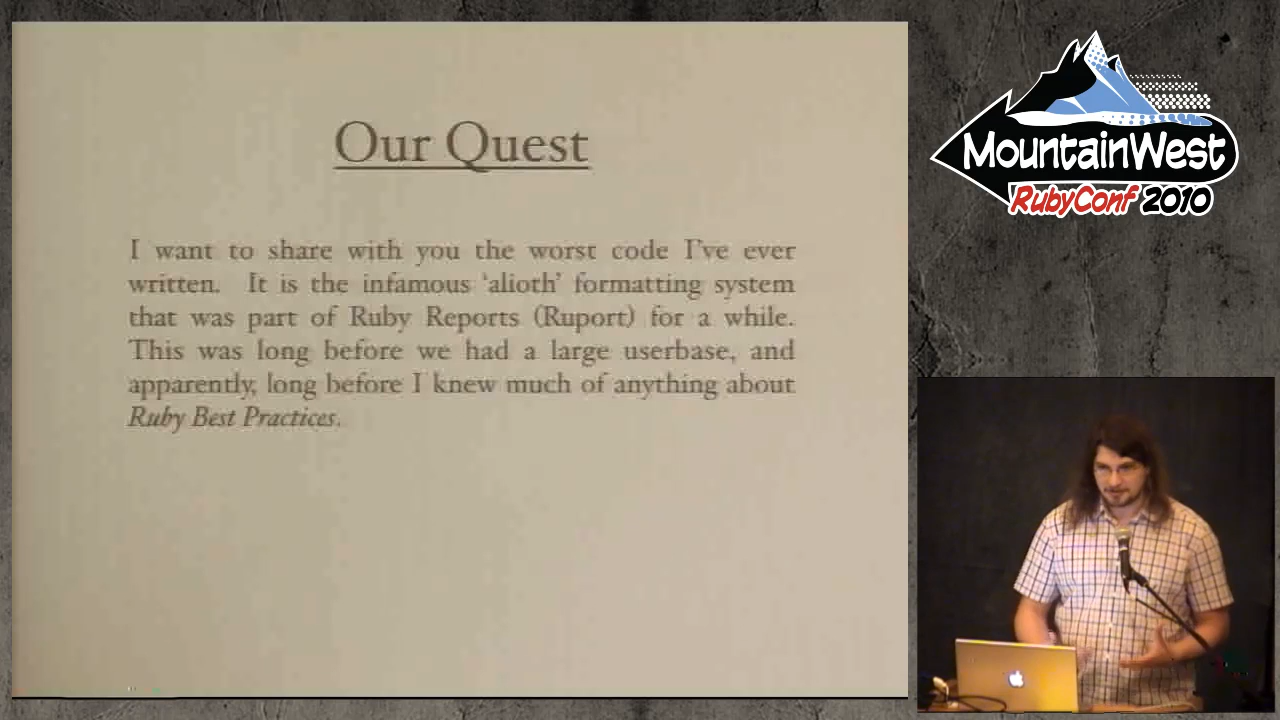 Our Quest
I want to share with you the worst code I've ever
written. It is the infamous 'alioth' formatting system
that was part of Ruby Reports (Ruport) for a while.
This was long before we had a large userbase, and
apparently, long before I knew much of anything about
Ruby Best Practices.
MountainWest
RubyConf 2010